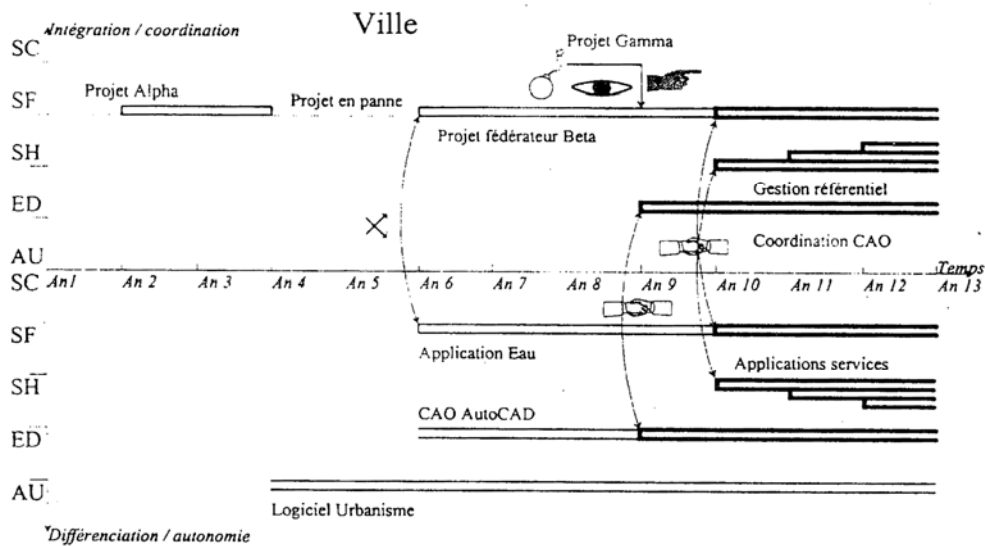 Ville
Intégration / coordination
SC
Projet Gamma
Projet Alpha
SF
Projet en panne
Projet fédérateur Beta
SH
Gestion référentiel
ED
Coordination CAO
AU
Temps
An1 An 2 An 3 An 4 An 5 An 6 An 7 An 8 An 9 An 10 An 11 An 12 An 13
SC
SF
Application Eau
Applications services
SH
CAO AutoCAD
ED
AU
Logiciel Urbanisme
Différenciation / autonomie